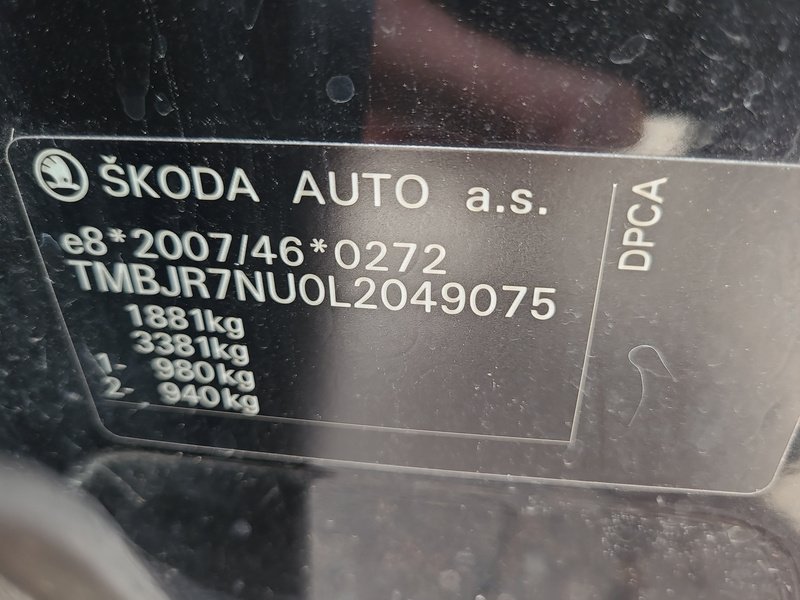 ŠKODA AUTO a.s.
e8*2007/46*0272
TMBJR7NU0L2049075
1881kg
3381kg
1- 980kg
2- 940kg
DPCA